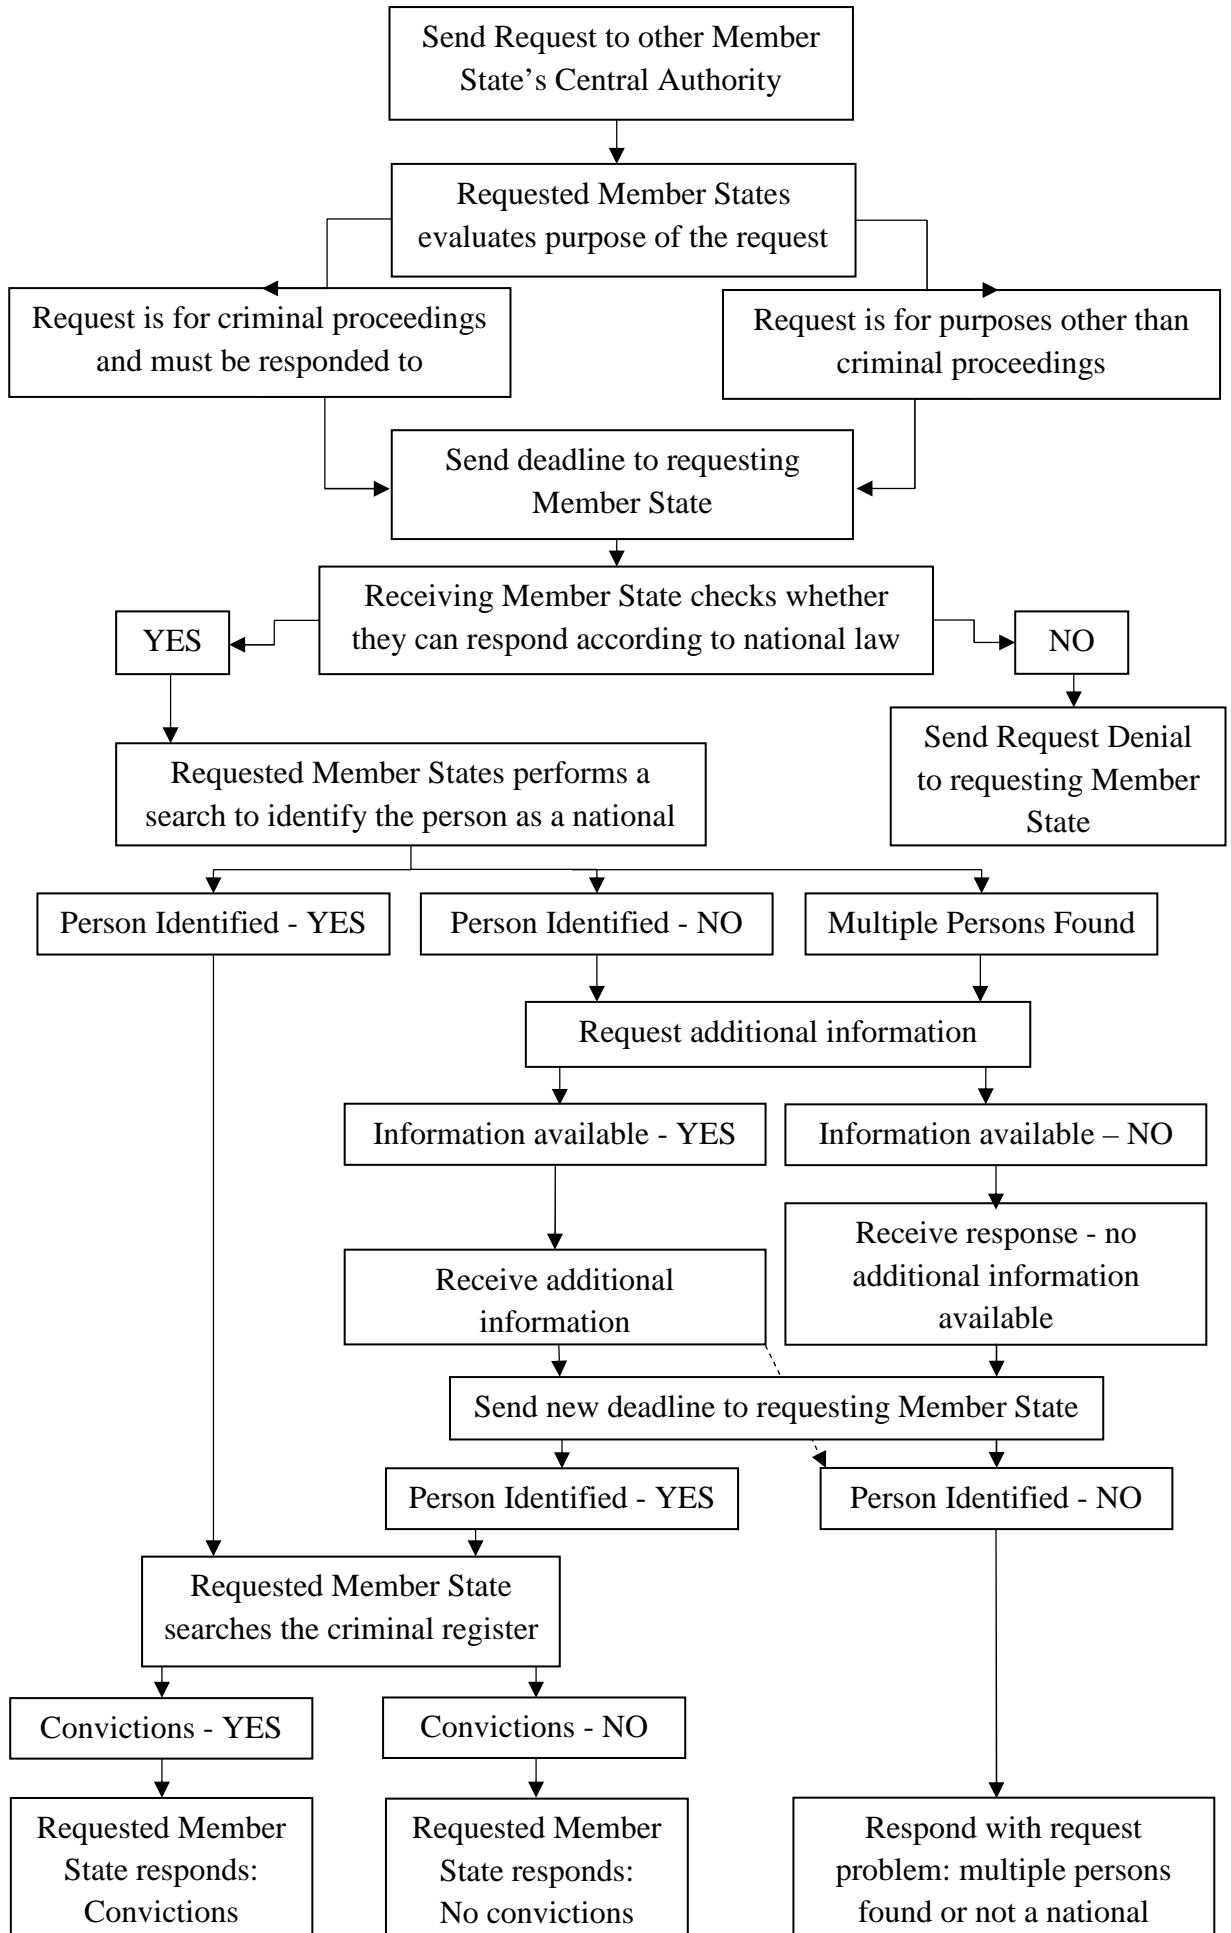 Send Request to other Member
State’s Central Authority
Requested Member States
evaluates purpose of the request
Request is for criminal proceedings
and must be responded to
Request is for purposes other than
criminal proceedings
Send deadline to requesting
Member State
Receiving Member State checks whether
they can respond according to national law
YES
NO
Send Request Denial
to requesting Member
State
Requested Member States performs a
search to identify the person as a national
Person Identified - YES
Person Identified - NO
Multiple Persons Found
Request additional information
Information available - YES
Information available – NO
Receive additional
information
Receive response - no
additional information
available
Send new deadline to requesting Member State
Person Identified - YES
Person Identified - NO
Requested Member State
searches the criminal register
Convictions - YES
Convictions - NO
Requested Member
State responds:
Convictions
Requested Member
State responds:
No convictions
Respond with request
problem: multiple persons
found or not a national